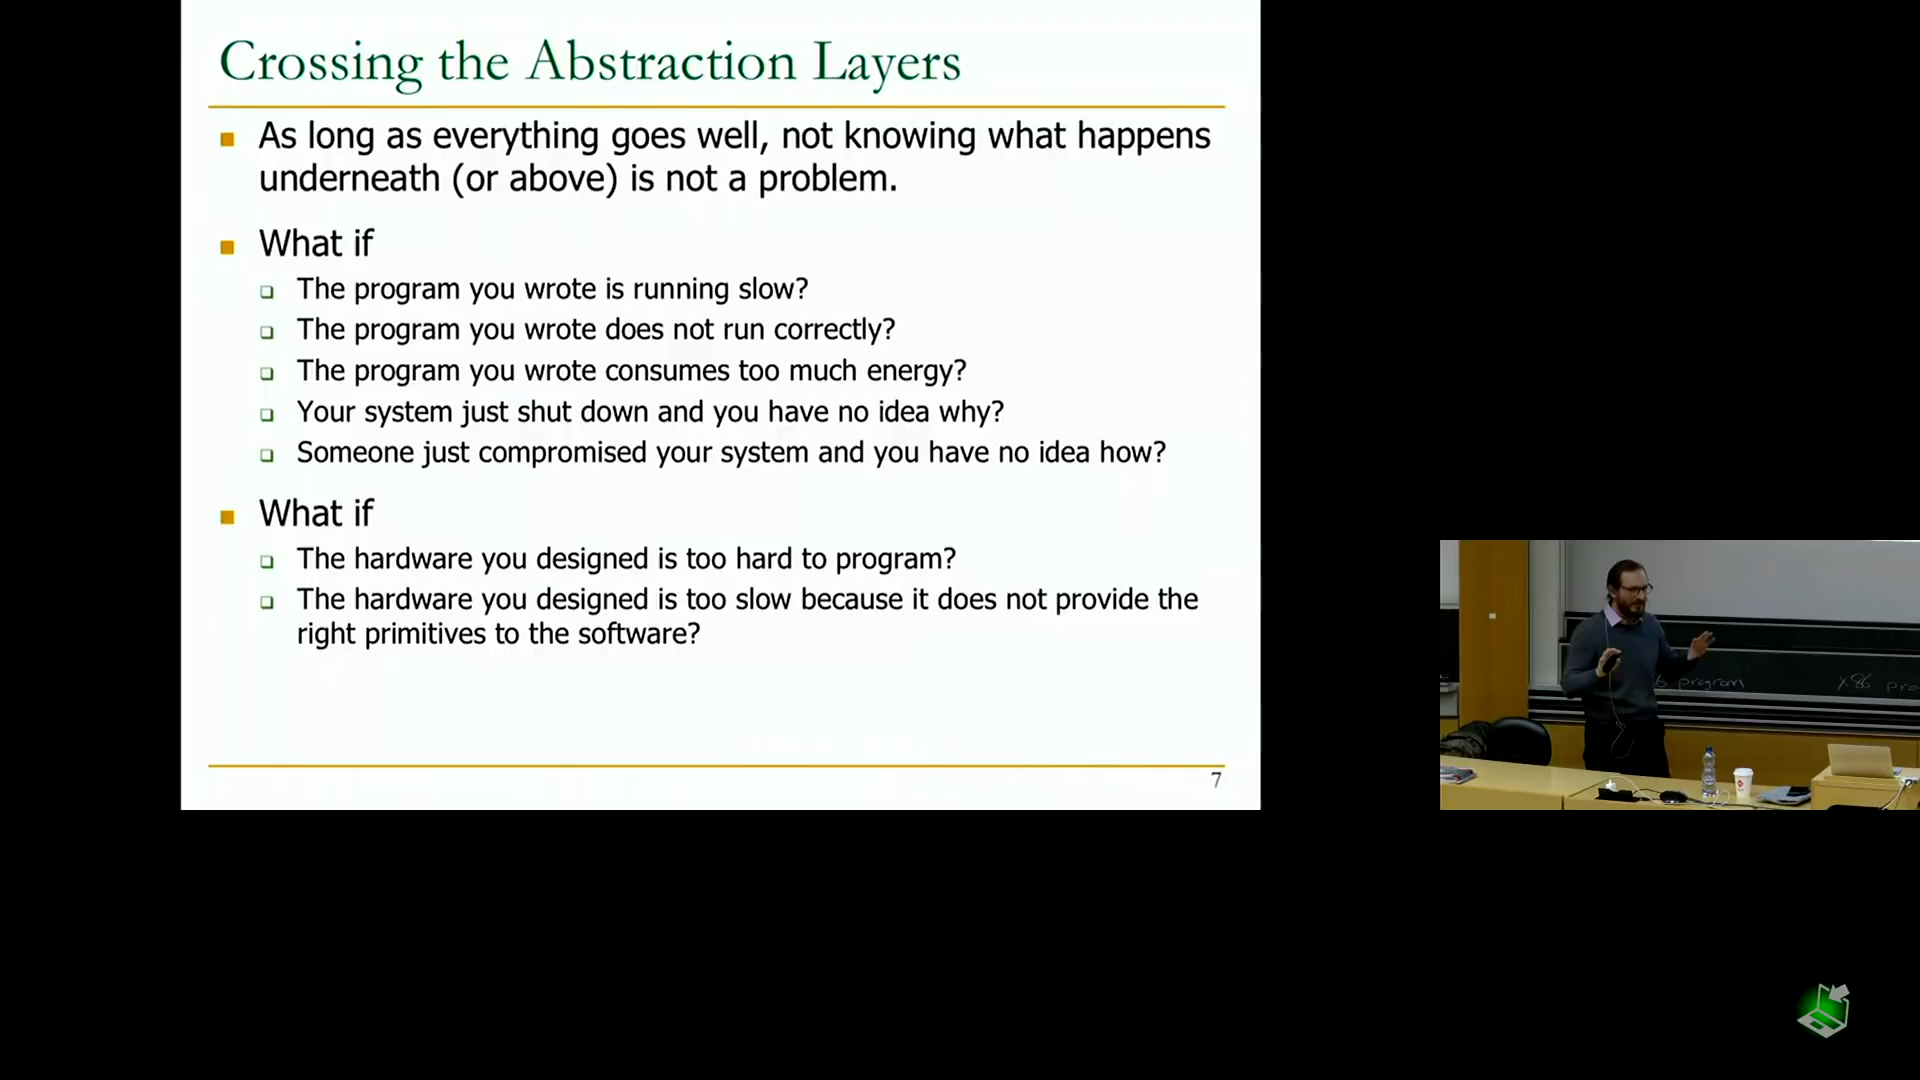 Crossing the Abstraction Layers
As long as everything goes well, not knowing what happens
underneath (or above) is not a problem.
What if
The program you wrote is running slow?
The program you wrote does not run correctly?
The program you wrote consumes too much energy?
Your system just shut down and you have no idea why?
Someone just compromised your system and you have no idea how?
What if
The hardware you designed is too hard to program?
The hardware you designed is too slow because it does not provide the
right primitives to the software?
7
program x86